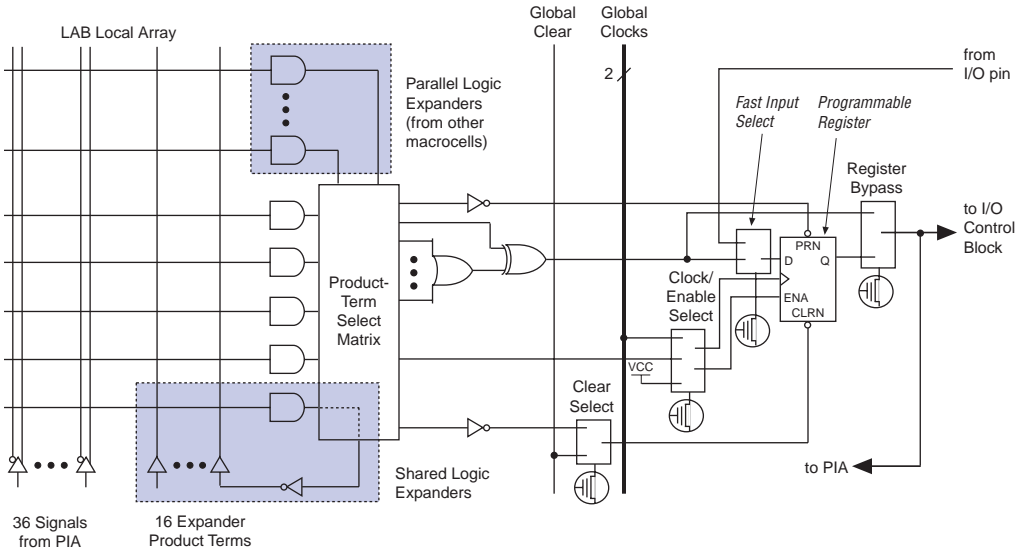 LAB Local Array
Global
Clear
Global
Clocks
2
from
I/O pin
Parallel Logic
Expanders
(from other
macrocells)
Fast Input
Select
Programmable
Register
Register
Bypass
to I/O
Control
Block
PRN
D
Q
ENA
CLRN
Product-
Term
Select
Matrix
Clock/
Enable
Select
VCC
Clear
Select
to PIA
Shared Logic
Expanders
36 Signals
from PIA
16 Expander
Product Terms